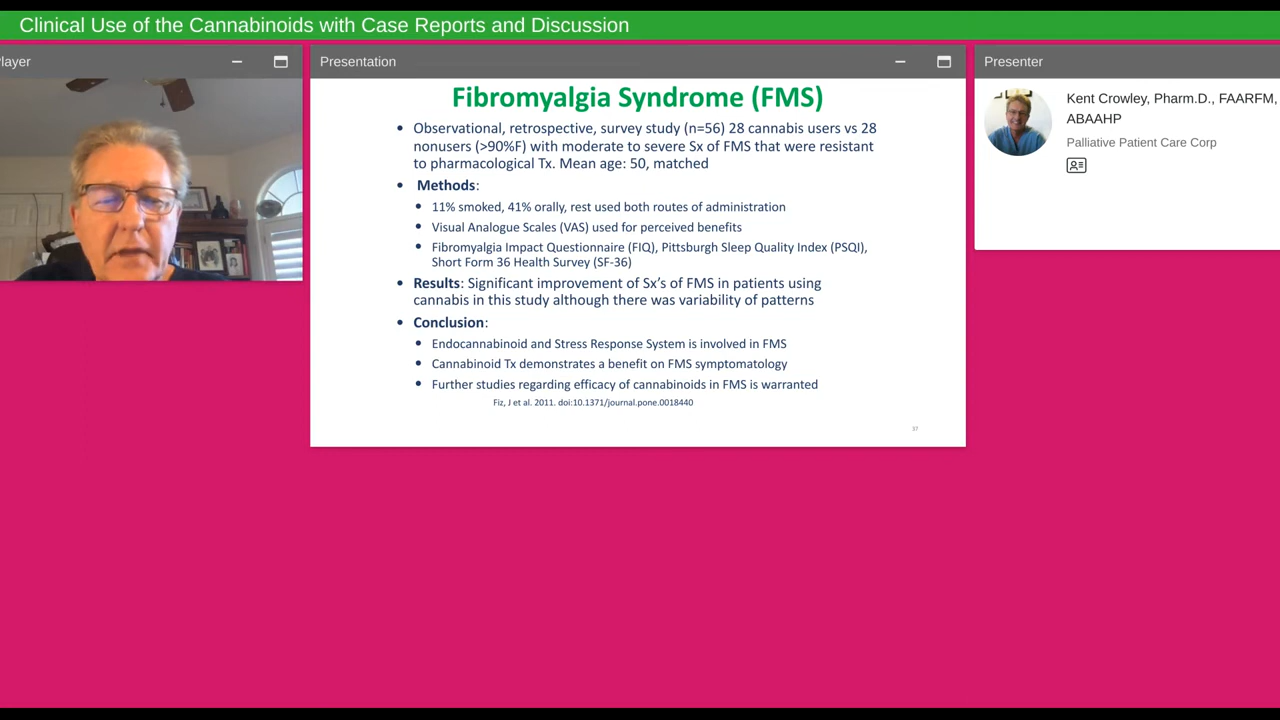 Clinical Use of the Cannabinoids with Case Reports and Discussion
layer
Presentation
Presenter
Fibromyalgia Syndrome (FMS)
• Observational, retrospective, survey study (n=56) 28 cannabis users vs 28
nonusers (>90%F) with moderate to severe Sx of FMS that were resistant
to pharmacological Tx. Mean age: 50, matched
• Methods:
• 11% smoked, 41% orally, rest used both routes of administration
• Visual Analogue Scales (VAS) used for perceived benefits
• Fibromyalgia Impact Questionnaire (FIQ), Pittsburgh Sleep Quality Index (PSQI),
Short Form 36 Health Survey (SF-36)
• Results: Significant improvement of Sx's of FMS in patients using
cannabis in this study although there was variability of patterns
• Conclusion:
• Endocannabinoid and Stress Response System is involved in FMS
• Cannabinoid Tx demonstrates a benefit on FMS symptomatology
• Further studies regarding efficacy of cannabinoids in FMS is warranted
Fiz, J et al. 2011. doi:10.1371/journal.pone.0018440
37
Kent Crowley, Pharm.D., FAARFM,
ABAAHP
Palliative Patient Care Corp